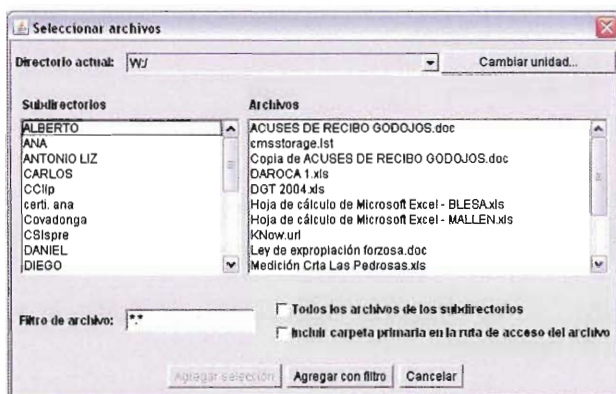 Seleccionar archivos
Directorio actual: W:/ Cambiar unidad...
Subdirectorios
ALBERTO
ANA
ANTONIO LIZ
CARLOS
CClip
certi. ana
Covadonga
CSIspre
DANIEL
DIEGO
Archivos
ACUSES DE RECIBO GODOJOS.doc
cmsstorage.lst
Copia de ACUSES DE RECIBO GODOJOS.doc
DAROCA 1.xls
DGT 2004.xls
Hoja de cálculo de Microsoft Excel - BLESA.xls
Hoja de cálculo de Microsoft Excel - MALLEN.xls
KNow.url
Ley de expropiación forzosa.doc
Medición Crta Las Pedrosas.xls
Filtro de archivo: *.*
Todos los archivos de los subdirectorios
Incluir carpeta primaria en la ruta de acceso del archivo
Agregar selección Agregar con filtro Cancelar